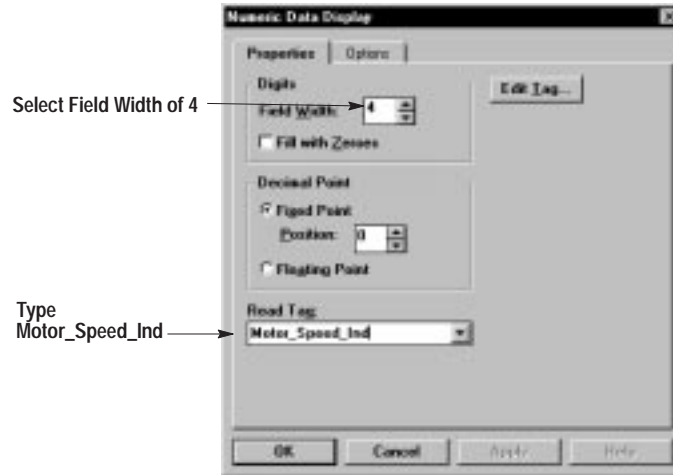 Numeric Data Display
Properties
Options
Digits
Edit Tag...
Select Field Width of 4
Field Width:
4
Fill with Zeroes
Decimal Point
Fixed Point
Position:
0
Floating Point
Type
Motor_Speed_Ind
Read Tag:
Motor_Speed_Ind
OK
Cancel
Apply
Help